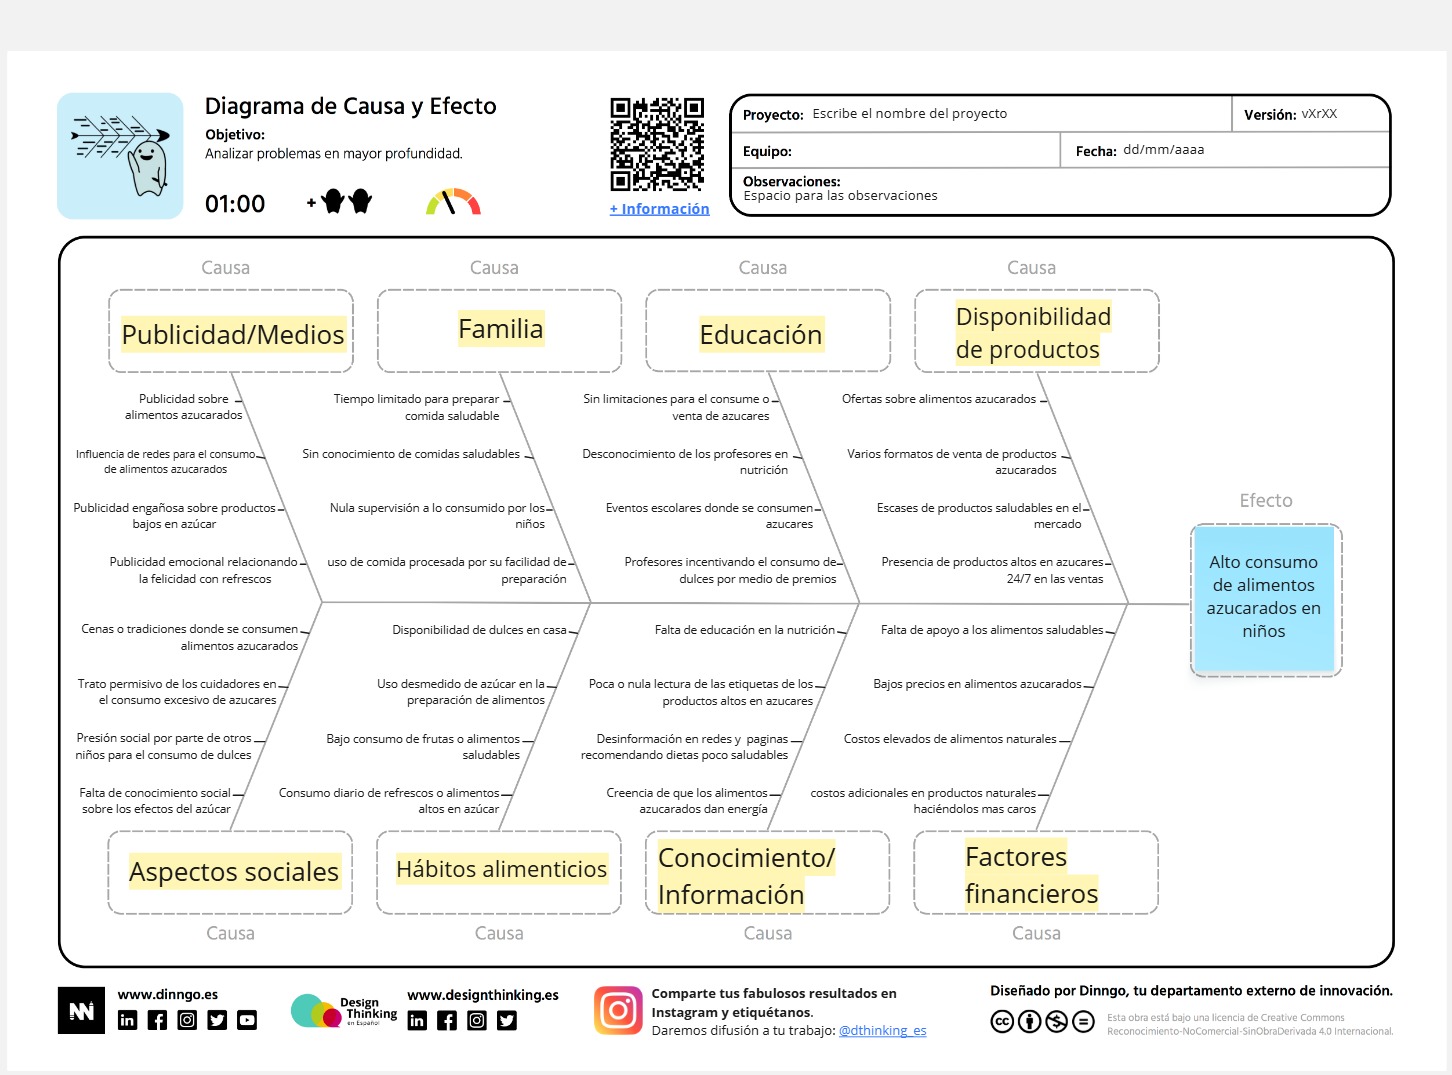 Diagrama de Causa y Efecto
Objetivo:
Analizar problemas en mayor profundidad.
01:00
+
+ Información
Proyecto: Escribe el nombre del proyecto
Versión: vXrXX
Equipo:
Fecha: dd/mm/aaaa
Observaciones:
Espacio para las observaciones
Causa
Causa
Causa
Causa
Publicidad/Medios
Familia
Educación
Disponibilidad
de productos
Publicidad sobre
alimentos azucarados
Influencia de redes para el consumo
de alimentos azucarados
Publicidad engañosa sobre productos
bajos en azúcar
Publicidad emocional relacionando
la felicidad con refrescos
Tiempo limitado para preparar
comida saludable
Sin conocimiento de comidas saludables
Nula supervisión a lo consumido por los
niños
uso de comida procesada por su facilidad de
preparación
Sin limitaciones para el consume o
venta de azucares
Desconocimiento de los profesores en
nutrición
Eventos escolares donde se consumen
azucares
Profesores incentivando el consumo de
dulces por medio de premios
Ofertas sobre alimentos azucarados
Varios formatos de venta de productos
azucarados
Escases de productos saludables en el
mercado
Presencia de productos altos en azucares
24/7 en las ventas
Efecto
Alto consumo
de alimentos
azucarados en
niños
Cenas o tradiciones donde se consumen
alimentos azucarados
Trato permisivo de los cuidadores en
el consumo excesivo de azucares
Presión social por parte de otros
niños para el consumo de dulces
Falta de conocimiento social
sobre los efectos del azúcar
Disponibilidad de dulces en casa
Uso desmedido de azúcar en la
preparación de alimentos
Bajo consumo de frutas o alimentos
saludables
Consumo diario de refrescos o alimentos
altos en azúcar
Falta de educación en la nutrición
Poca o nula lectura de las etiquetas de los
productos altos en azucares
Desinformación en redes y  paginas
recomendando dietas poco saludables
Creencia de que los alimentos
azucarados dan energía
Falta de apoyo a los alimentos saludables
Bajos precios en alimentos azucarados
Costos elevados de alimentos naturales
costos adicionales en productos naturales
haciéndolos mas caros
Aspectos sociales
Hábitos alimenticios
Conocimiento/
Información
Factores
financieros
Causa
Causa
Causa
Causa
www.dinngo.es
Design
Thinking
en Español
www.designthinking.es
Comparte tus fabulosos resultados en
Instagram y etiquétanos.
Daremos difusión a tu trabajo: @dthinking_es
Diseñado por Dinngo, tu departamento externo de innovación.
cc
Esta obra está bajo una licencia de Creative Commons
Reconocimiento-NoComercial-SinObraDerivada 4.0 Internacional.